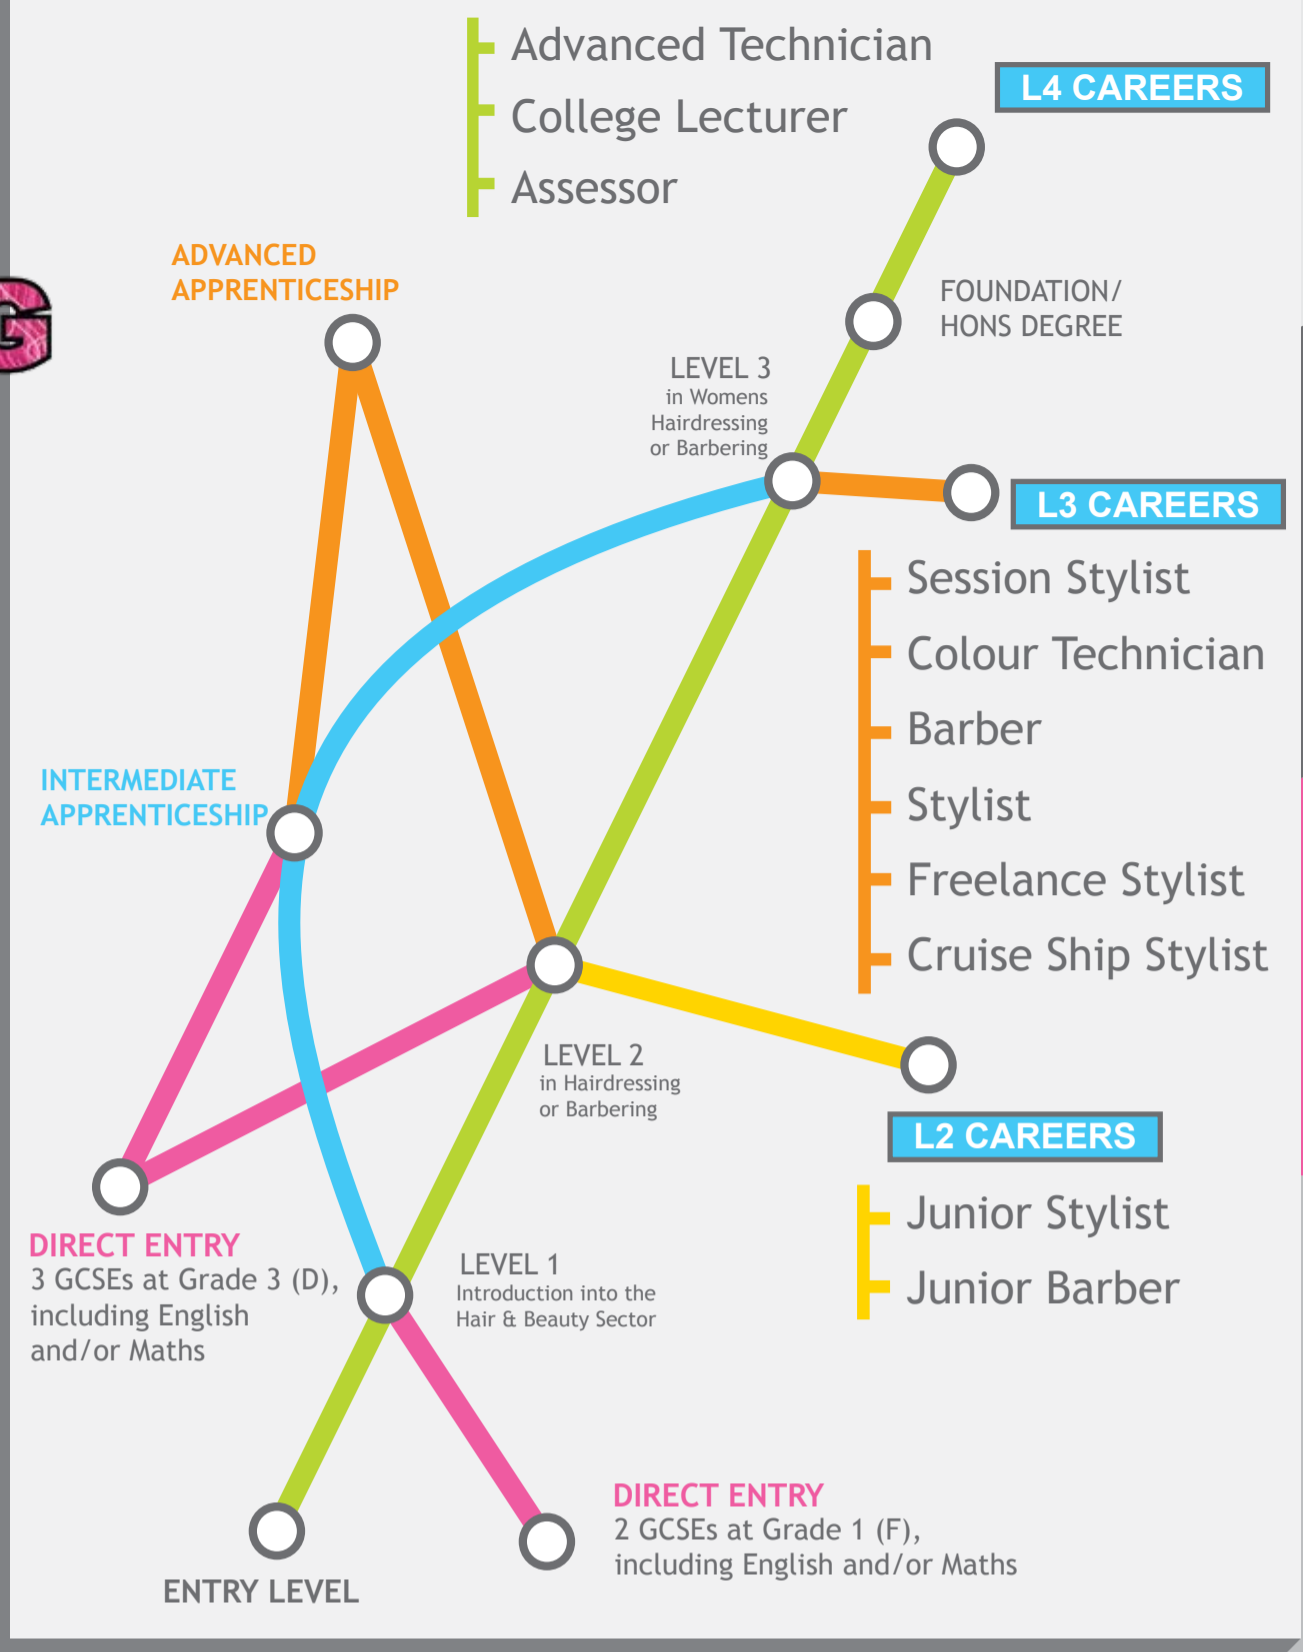 Advanced Technician
College Lecturer
Assessor
L4 CAREERS
ADVANCED
APPRENTICESHIP
FOUNDATION/
HONS DEGREE
LEVEL 3
in Womens
Hairdressing
or Barbering
L3 CAREERS
Session Stylist
Colour Technician
Barber
Stylist
Freelance Stylist
Cruise Ship Stylist
INTERMEDIATE
APPRENTICESHIP
LEVEL 2
in Hairdressing
or Barbering
L2 CAREERS
Junior Stylist
Junior Barber
DIRECT ENTRY
3 GCSEs at Grade 3 (D),
including English
and/or Maths
LEVEL 1
Introduction into the
Hair & Beauty Sector
DIRECT ENTRY
2 GCSEs at Grade 1 (F),
including English and/or Maths
ENTRY LEVEL
G